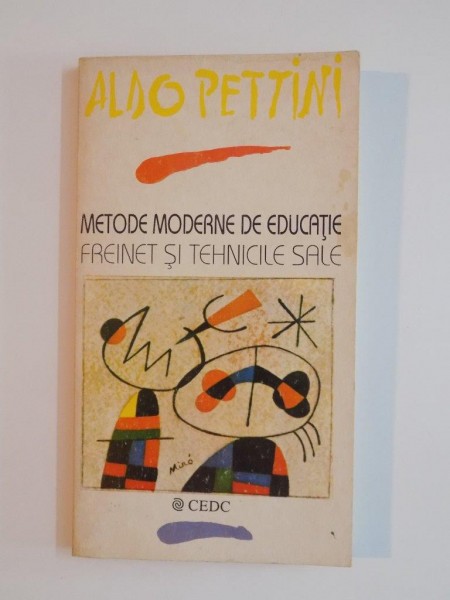 ALDO PETTINI
METODE MODERNE DE EDUCAȚIE
FREINET ȘI TEHNICILE SALE
Miró
CEDC